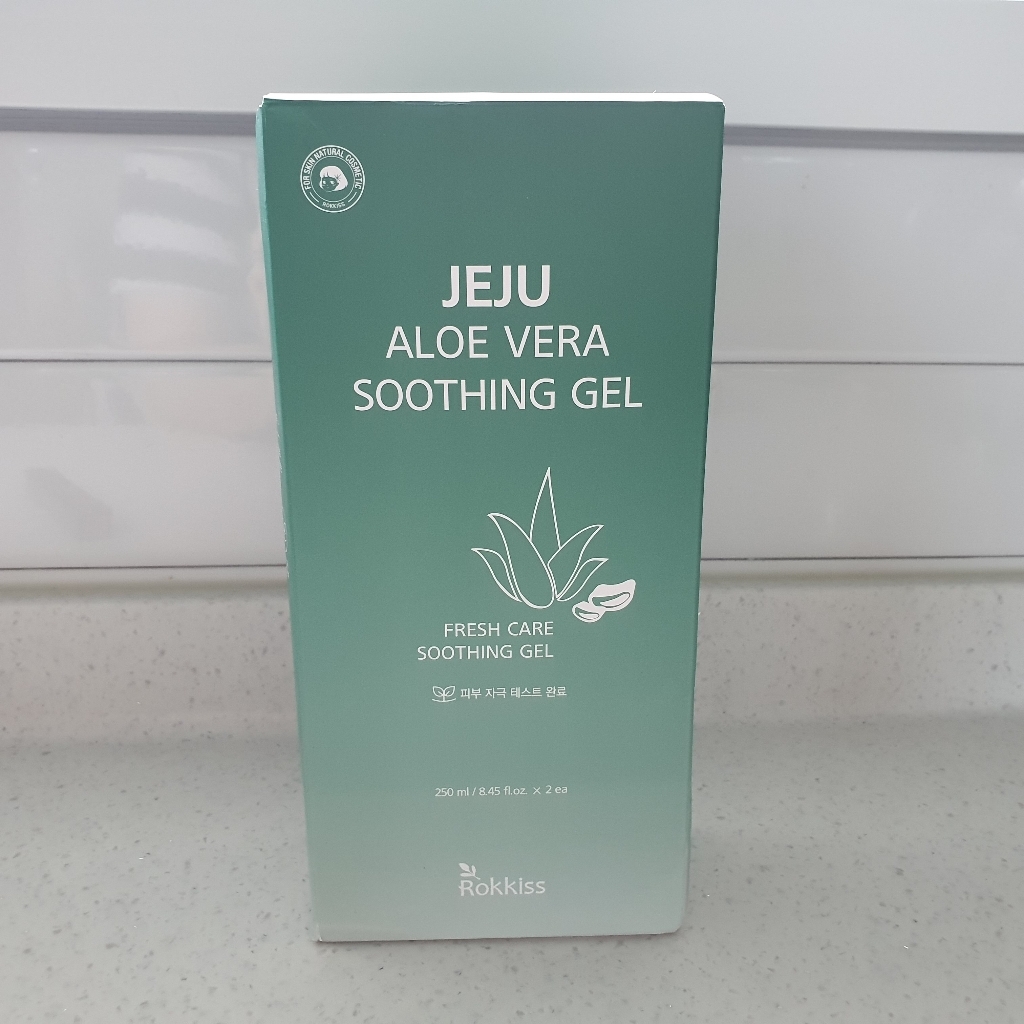 FOR SKIN NATURAL COSMETIC
ROKKISS
JEJU
ALOE VERA
SOOTHING GEL
FRESH CARE
SOOTHING GEL
피부 자극 테스트 완료
250 ml / 8.45 fl.oz. × 2 ea
Rokkiss